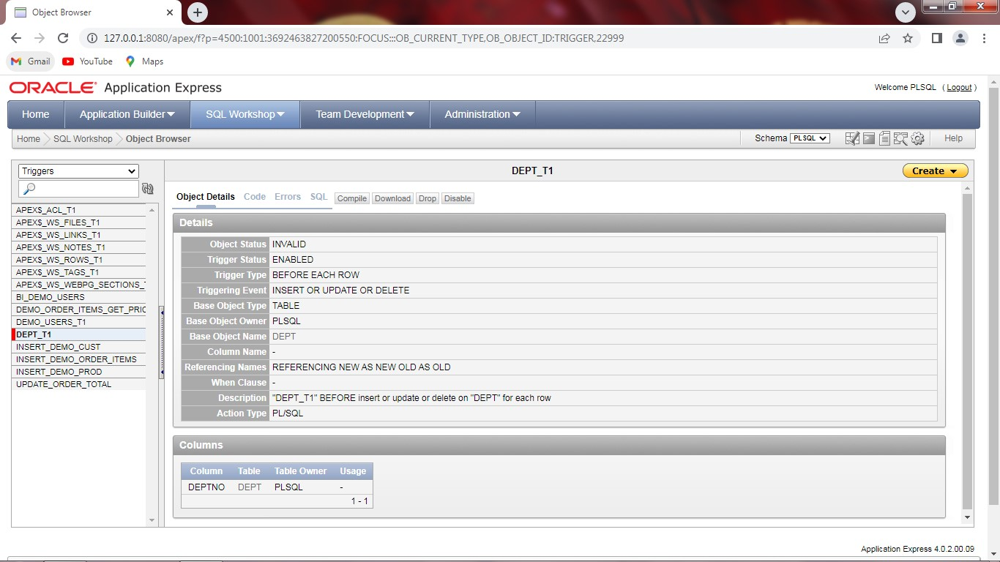 Object Browser
127.0.0.1:8080/apex/f?p=4500:1001:3692463827200550:FOCUS:::OB_CURRENT_TYPE,OB_OBJECT_ID:TRIGGER,22999
Gmail YouTube Maps
ORACLE Application Express
Welcome PLSQL ( Logout )
Home Application Builder SQL Workshop Team Development Administration
Home SQL Workshop Object Browser
Schema PLSQL Help
Triggers
APEX$_ACL_T1
APEX$_WS_FILES_T1
APEX$_WS_LINKS_T1
APEX$_WS_NOTES_T1
APEX$_WS_ROWS_T1
APEX$_WS_TAGS_T1
APEX$_WS_WEBPG_SECTIONS_
BI_DEMO_USERS
DEMO_ORDER_ITEMS_GET_PRIC
DEMO_USERS_T1
DEPT_T1
INSERT_DEMO_CUST
INSERT_DEMO_ORDER_ITEMS
INSERT_DEMO_PROD
UPDATE_ORDER_TOTAL
DEPT_T1
Create
Object Details Code Errors SQL Compile Download Drop Disable
Details
Object Status INVALID
Trigger Status ENABLED
Trigger Type BEFORE EACH ROW
Triggering Event INSERT OR UPDATE OR DELETE
Base Object Type TABLE
Base Object Owner PLSQL
Base Object Name DEPT
Column Name -
Referencing Names REFERENCING NEW AS NEW OLD AS OLD
When Clause -
Description "DEPT_T1" BEFORE insert or update or delete on "DEPT" for each row
Action Type PL/SQL
Columns
Column Table Table Owner Usage
DEPTNO DEPT PLSQL -
1 - 1
Application Express 4.0.2.00.09